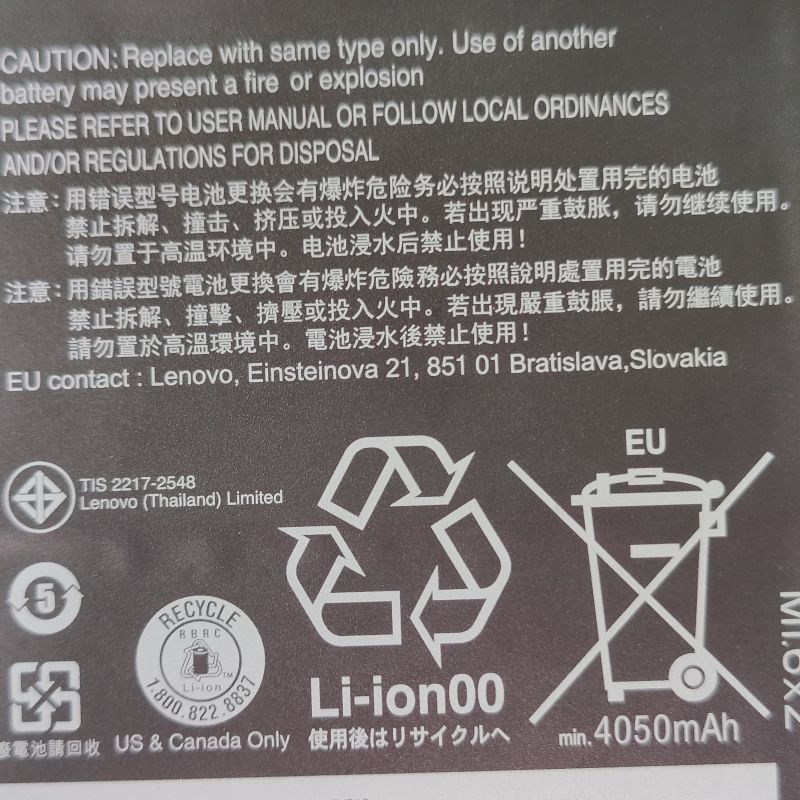 CAUTION: Replace with same type only. Use of another
battery may present a fire or explosion
PLEASE REFER TO USER MANUAL OR FOLLOW LOCAL ORDINANCES
AND/OR REGULATIONS FOR DISPOSAL
注意: 用错误型号电池更换会有爆炸危险务必按照说明处置用完的电池
禁止拆解、撞击、挤压或投入火中。若出现严重鼓胀，请勿继续使用。
请勿置于高温环境中。电池浸水后禁止使用!
注意: 用錯誤型號電池更換會有爆炸危險務必按照說明處置用完的電池
禁止拆解、撞擊、擠壓或投入火中。若出現嚴重鼓脹，請勿繼續使用。
請勿置於高溫環境中。電池浸水後禁止使用!
EU contact : Lenovo, Einsteinova 21, 851 01 Bratislava,Slovakia
TIS 2217-2548
Lenovo (Thailand) Limited
EU
5
RECYCLE
RBRC
Li-ion
TM
1.800.822.8837
US & Canada Only
廢電池請回收
Li-ion00
使用後はリサイクルへ
min. 4050mAh